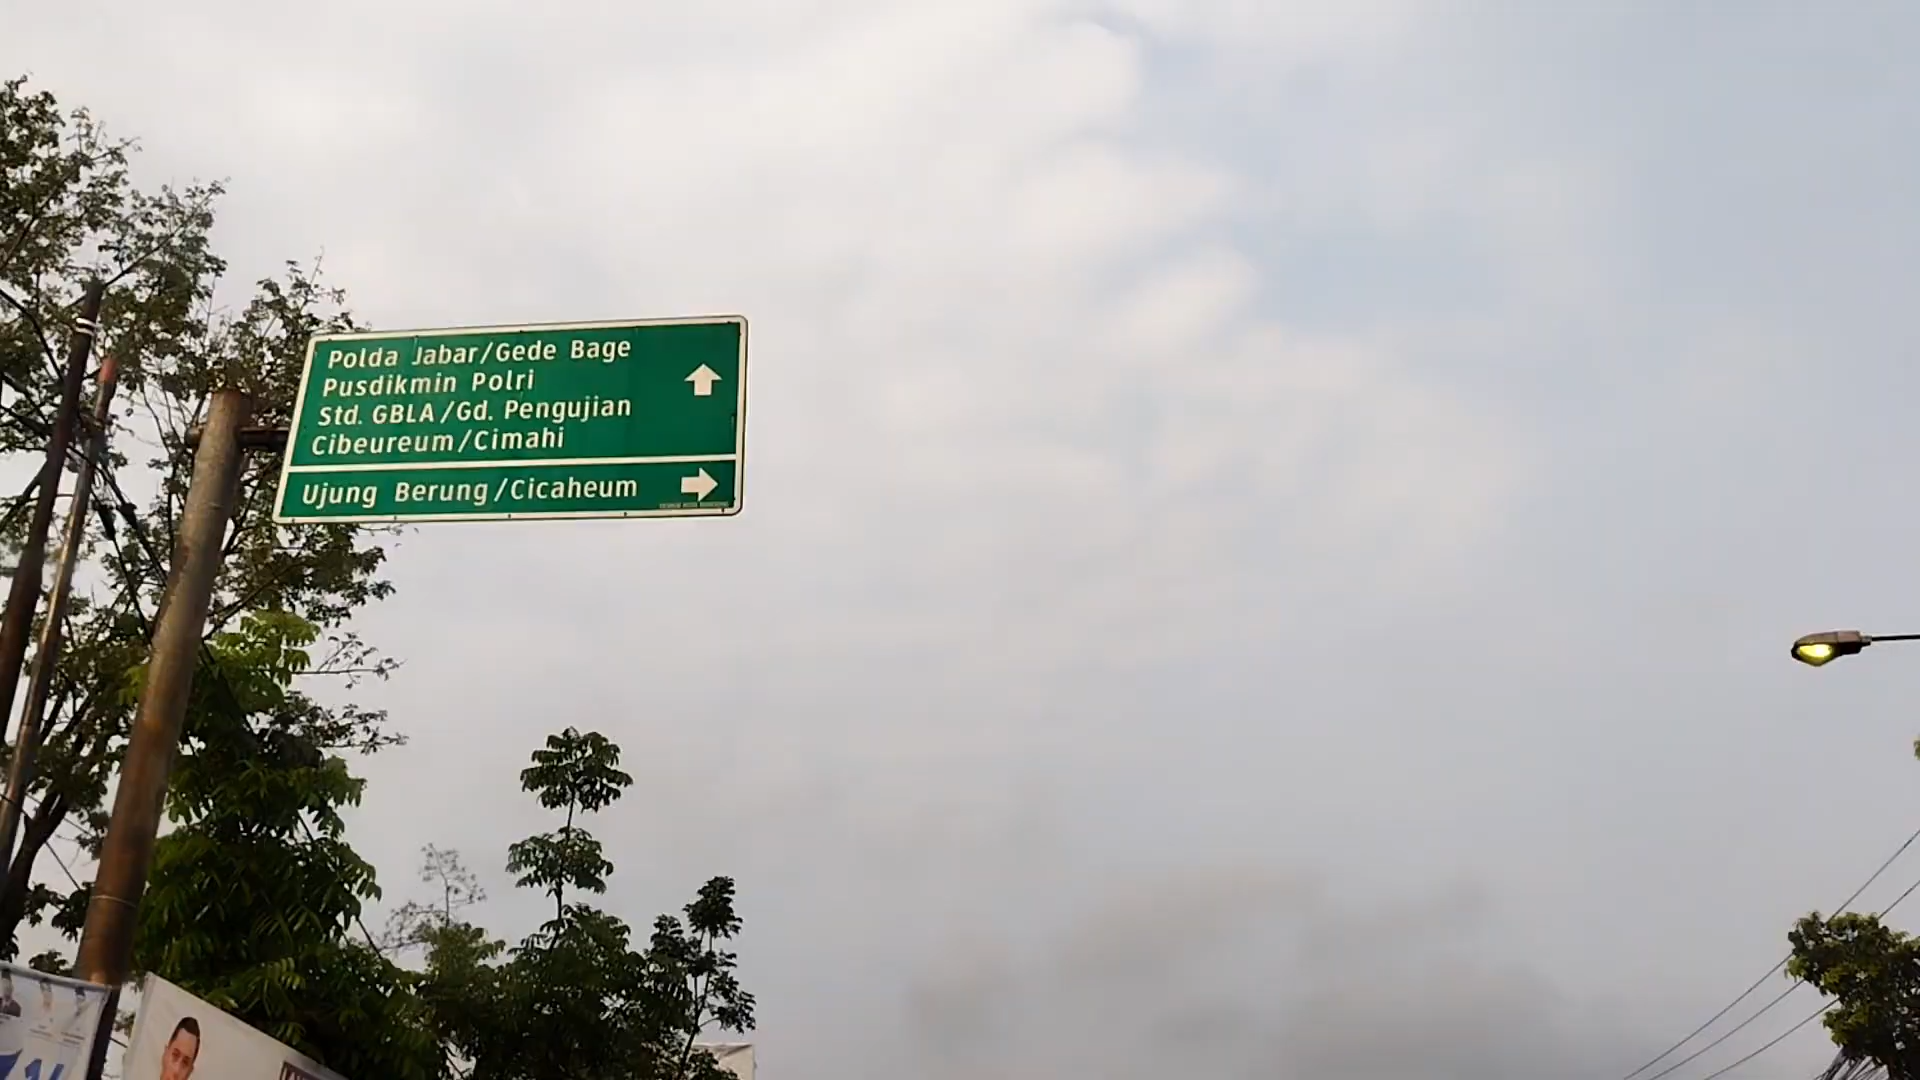 Polda Jabar/Gede Bage
Pusdikmin Polri
Std. GBLA/Gd. Pengujian
Cibeureum/Cimahi
Ujung Berung/Cicaheum